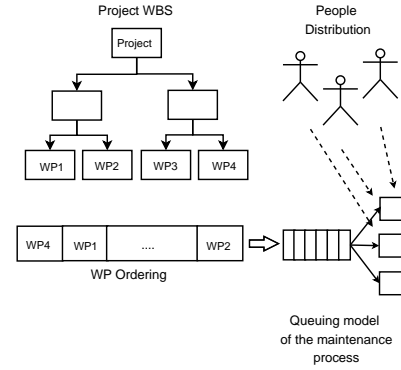 Project WBS
People
Distribution
Project
WP1
WP2
WP3
WP4
WP4
WP1
....
WP2
WP Ordering
Queuing model
of the maintenance
process